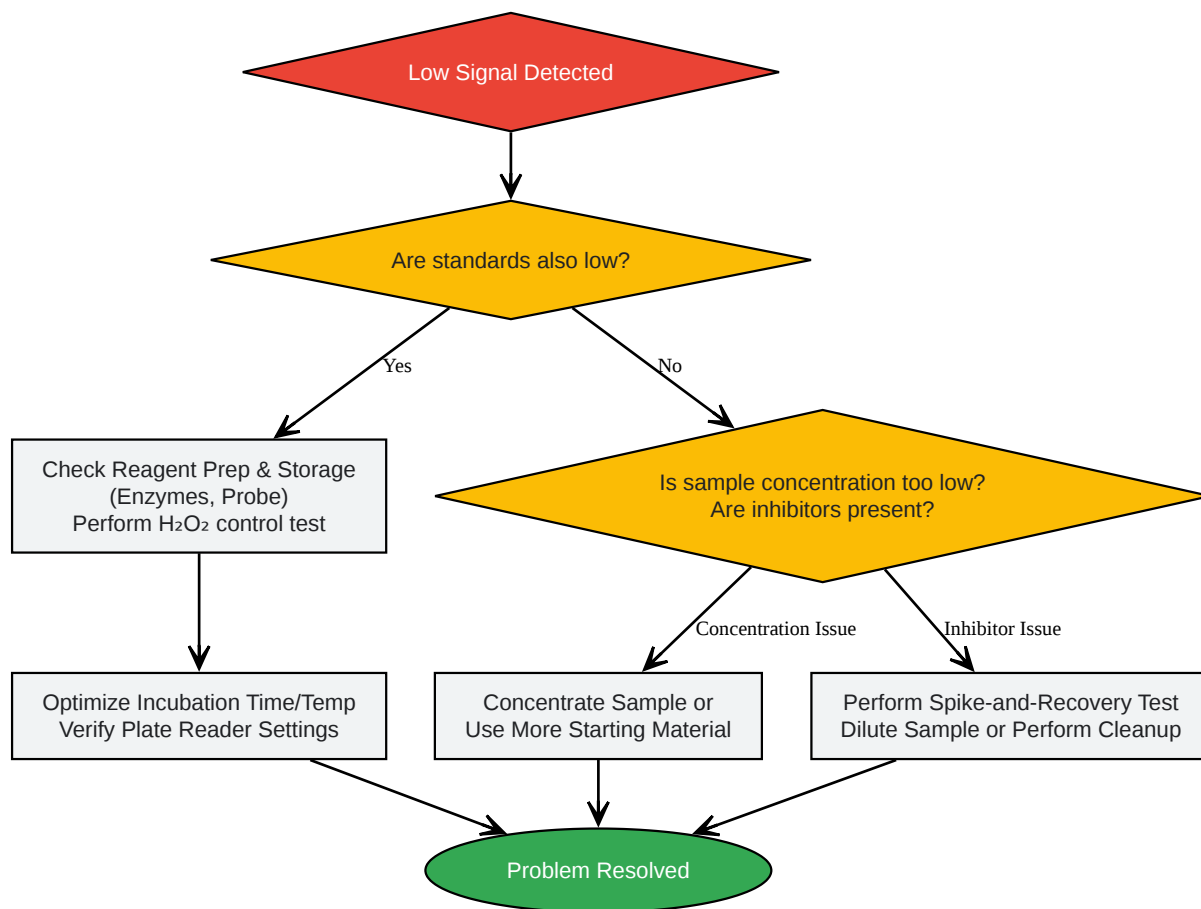 Low Signal Detected
Are standards also low?
Yes
No
Check Reagent Prep & Storage
(Enzymes, Probe)
Perform H₂O₂ control test
Is sample concentration too low?
Are inhibitors present?
Concentration Issue
Inhibitor Issue
Optimize Incubation Time/Temp
Verify Plate Reader Settings
Concentrate Sample or
Use More Starting Material
Perform Spike-and-Recovery Test
Dilute Sample or Perform Cleanup
Problem Resolved